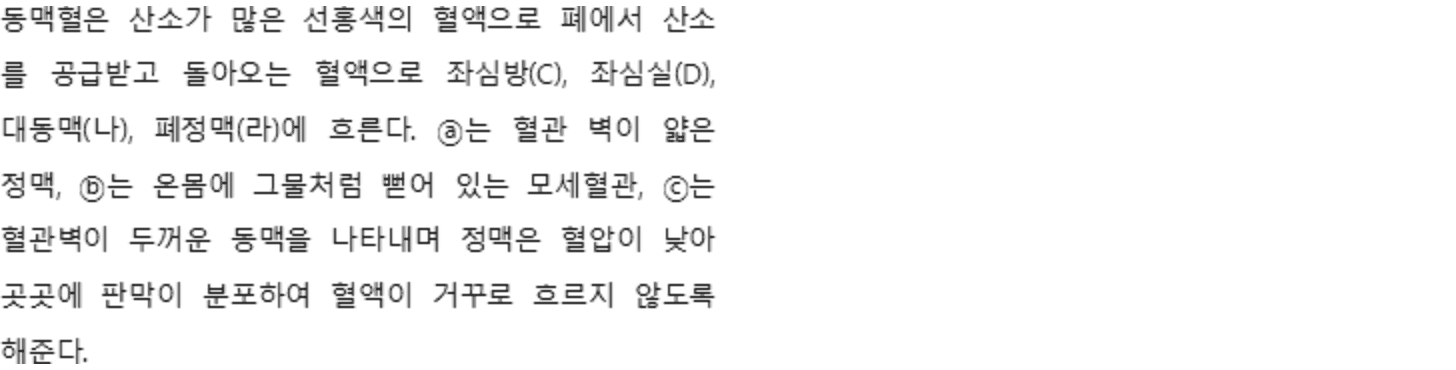 동맥혈은 산소가 많은 선홍색의 혈액으로 폐에서 산소
를 공급받고 돌아오는 혈액으로 좌심방(C), 좌심실(D),
대동맥(나), 폐정맥(라)에 흐른다. ⓐ는 혈관 벽이 얇은
정맥, ⓑ는 온몸에 그물처럼 뻗어 있는 모세혈관, ⓒ는
혈관벽이 두꺼운 동맥을 나타내며 정맥은 혈압이 낮아
곳곳에 판막이 분포하여 혈액이 거꾸로 흐르지 않도록
해준다.